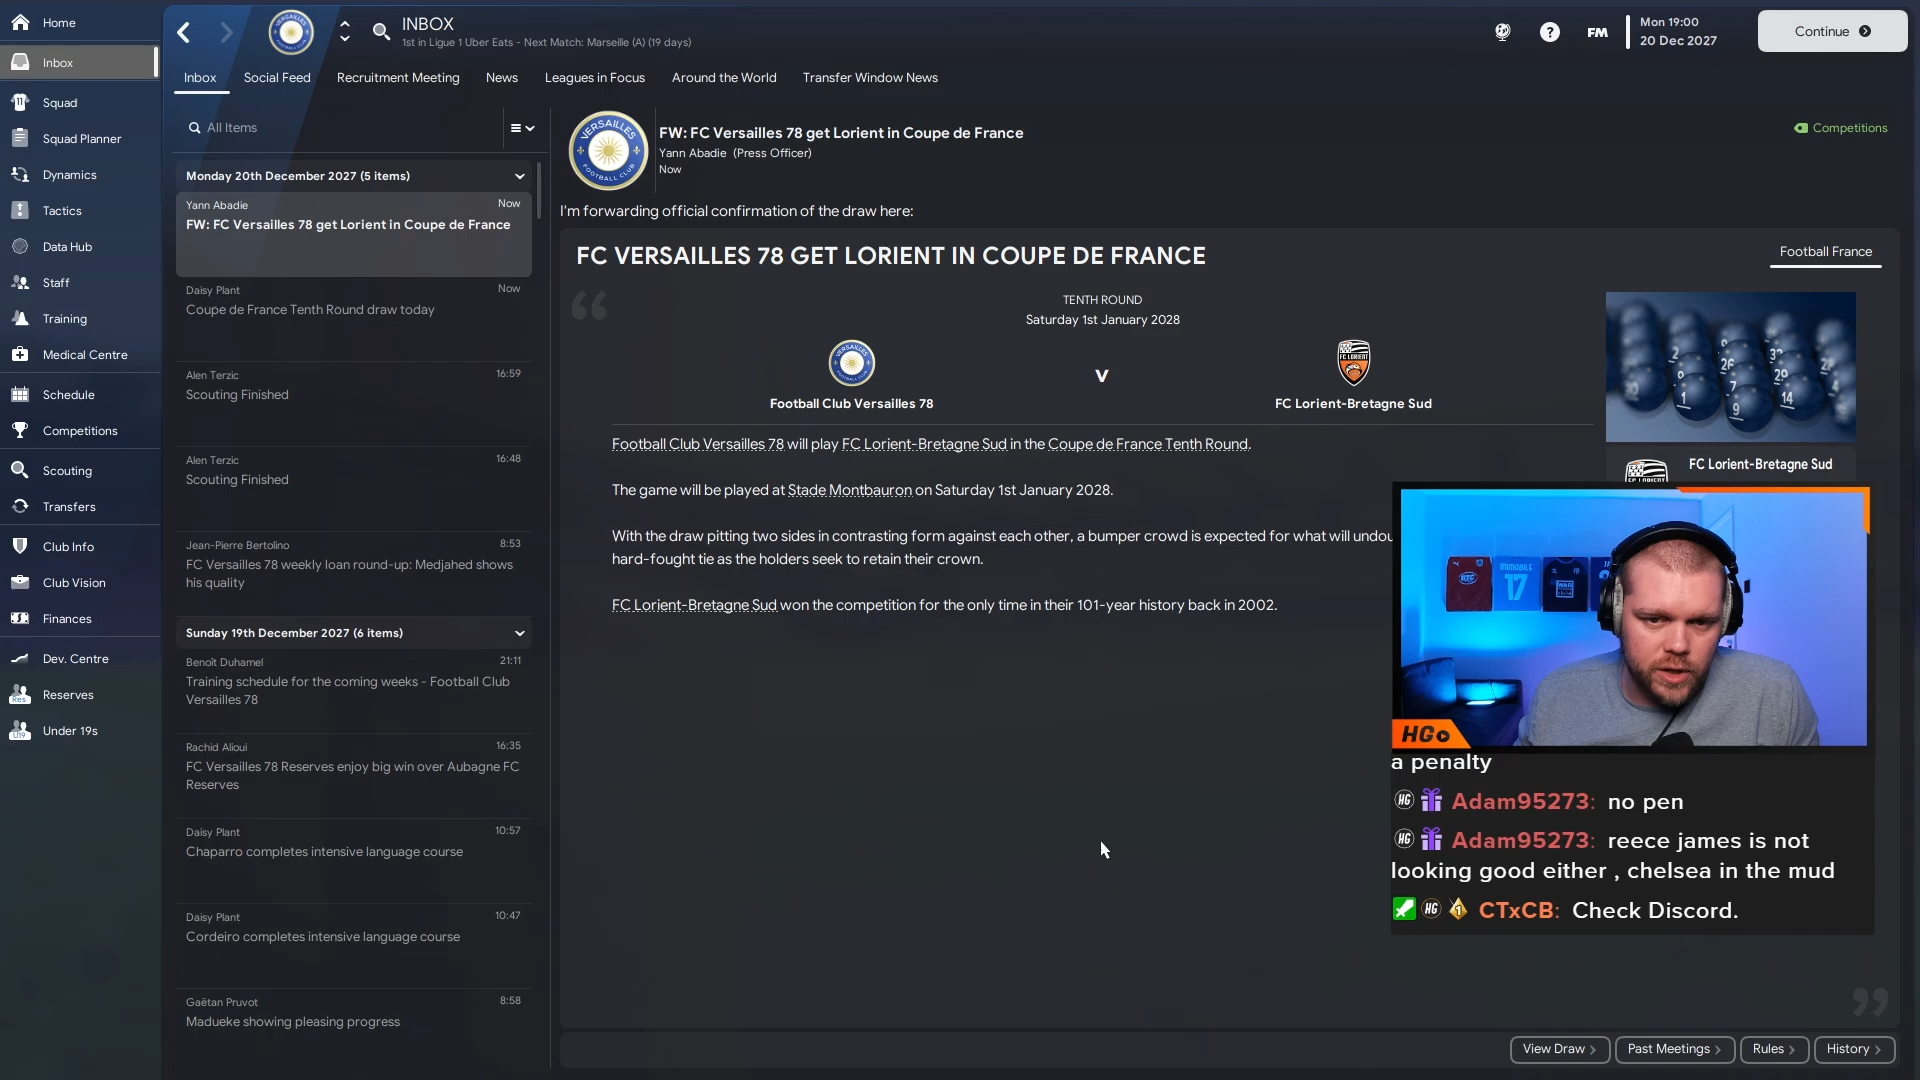 Home
Inbox
Squad
Squad Planner
Dynamics
Tactics
Data Hub
Staff
Training
Medical Centre
Schedule
Competitions
Scouting
Transfers
Club Info
Club Vision
Finances
Dev. Centre
Reserves
Under 19s
INBOX
1st in Ligue 1 Uber Eats - Next Match: Marseille (A) (19 days)
FM
Mon 19:00
20 Dec 2027
Continue
Inbox Social Feed Recruitment Meeting News Leagues in Focus Around the World Transfer Window News
All Items
Monday 20th December 2027 (5 items)
Yann Abadie Now
FW: FC Versailles 78 get Lorient in Coupe de France
Daisy Plant Now
Coupe de France Tenth Round draw today
Alen Terzic 16:59
Scouting Finished
Alen Terzic 16:48
Scouting Finished
Jean-Pierre Bertolino 8:53
FC Versailles 78 weekly loan round-up: Medjahed shows
his quality
Sunday 19th December 2027 (6 items)
Benoît Duhamel 21:11
Training schedule for the coming weeks - Football Club
Versailles 78
Rachid Alioui 16:35
FC Versailles 78 Reserves enjoy big win over Aubagne FC
Reserves
Daisy Plant 10:57
Chaparro completes intensive language course
Daisy Plant 10:47
Cordeiro completes intensive language course
Gaëtan Pruvot 8:58
Madueke showing pleasing progress
VERSAILLES
FOOTBALL CLUB
FW: FC Versailles 78 get Lorient in Coupe de France
Yann Abadie (Press Officer)
Now
Competitions
I'm forwarding official confirmation of the draw here:
FC VERSAILLES 78 GET LORIENT IN COUPE DE FRANCE
Football France
TENTH ROUND
Saturday 1st January 2028
Football Club Versailles 78
v
FC Lorient-Bretagne Sud
Football Club Versailles 78 will play FC Lorient-Bretagne Sud in the Coupe de France Tenth Round.
The game will be played at Stade Montbauron on Saturday 1st January 2028.
With the draw pitting two sides in contrasting form against each other, a bumper crowd is expected for what will undou
hard-fought tie as the holders seek to retain their crown.
FC Lorient-Bretagne Sud won the competition for the only time in their 101-year history back in 2002.
FC Lorient-Bretagne Sud
IMMOBILE
17
HG
a penalty
HG Adam95273: no pen
HG Adam95273: reece james is not
looking good either , chelsea in the mud
HG 1 CTxCB: Check Discord.
View Draw
Past Meetings
Rules
History